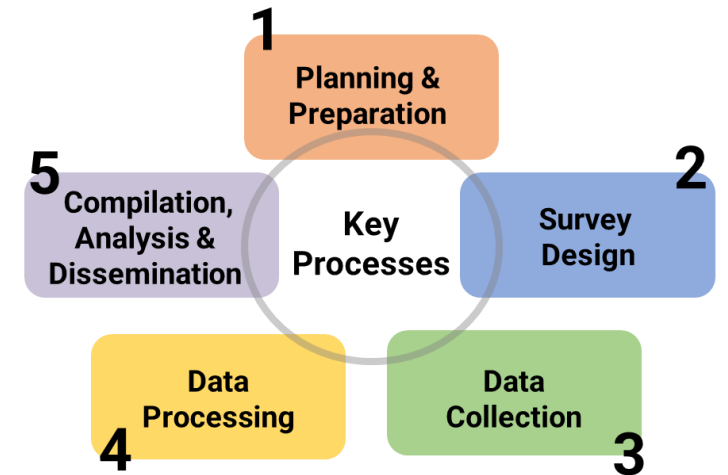 1
Planning &
Preparation
2
Survey
Design
3
Data
Collection
4
Data
Processing
5
Compilation,
Analysis &
Dissemination
Key
Processes